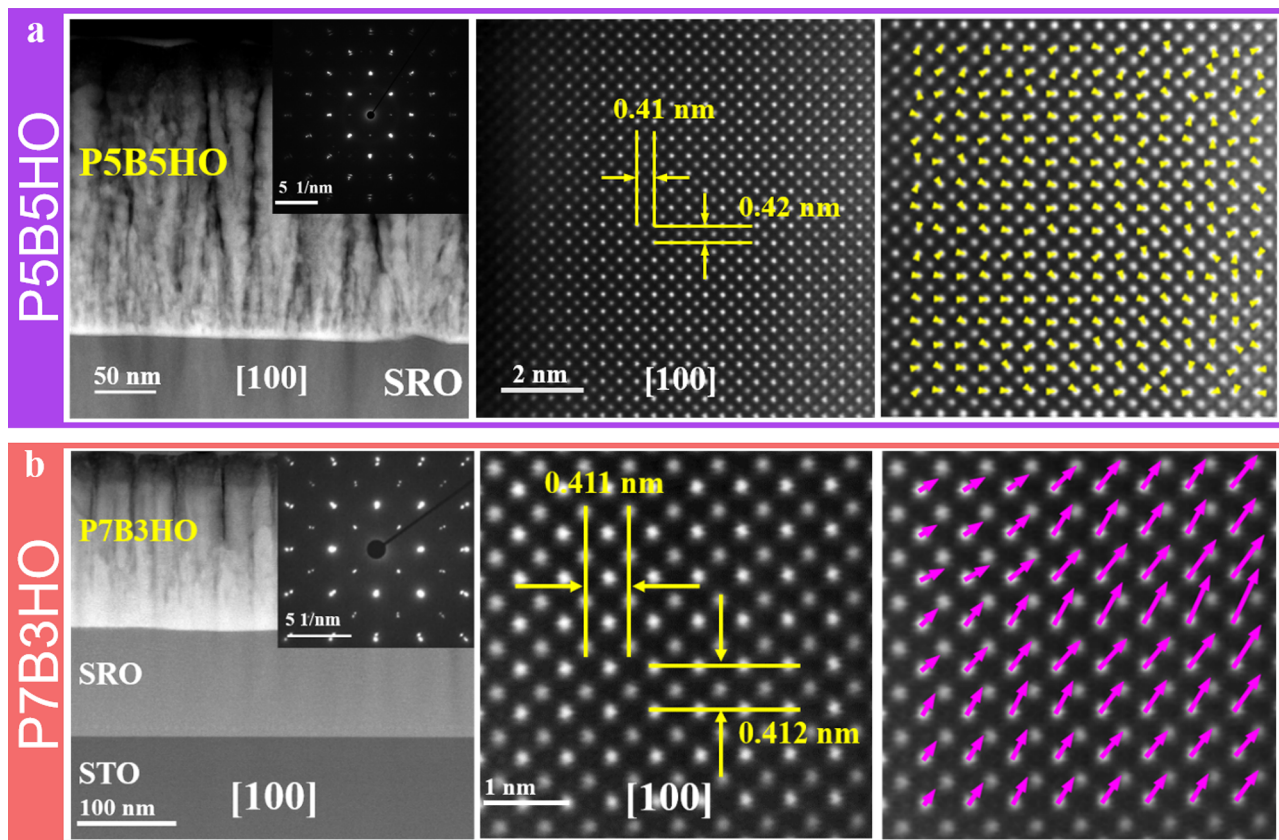 a
P5B5HO
P5B5HO
5 1/nm
50 nm
[100]
SRO
0.41 nm
0.42 nm
2 nm
[100]
b
P7B3HO
P7B3HO
5 1/nm
SRO
STO
100 nm
[100]
0.411 nm
0.412 nm
1 nm
[100]